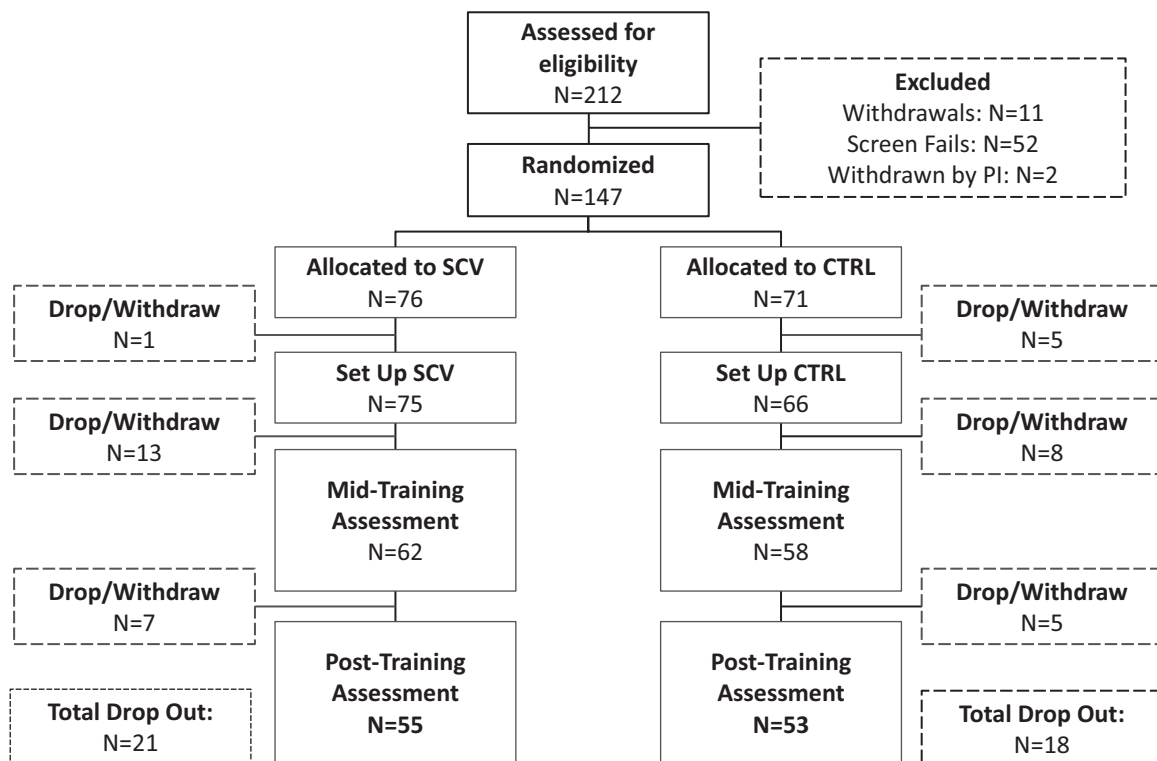 Assessed for
eligibility
N=212
Excluded
Withdrawals: N=11
Screen Fails: N=52
Withdrawn by PI: N=2
Randomized
N=147
Allocated to SCV
N=76
Allocated to CTRL
N=71
Drop/Withdraw
N=1
Drop/Withdraw
N=5
Set Up SCV
N=75
Set Up CTRL
N=66
Drop/Withdraw
N=13
Drop/Withdraw
N=8
Mid-Training
Assessment
N=62
Mid-Training
Assessment
N=58
Drop/Withdraw
N=7
Drop/Withdraw
N=5
Post-Training
Assessment
N=55
Post-Training
Assessment
N=53
Total Drop Out:
N=21
Total Drop Out:
N=18